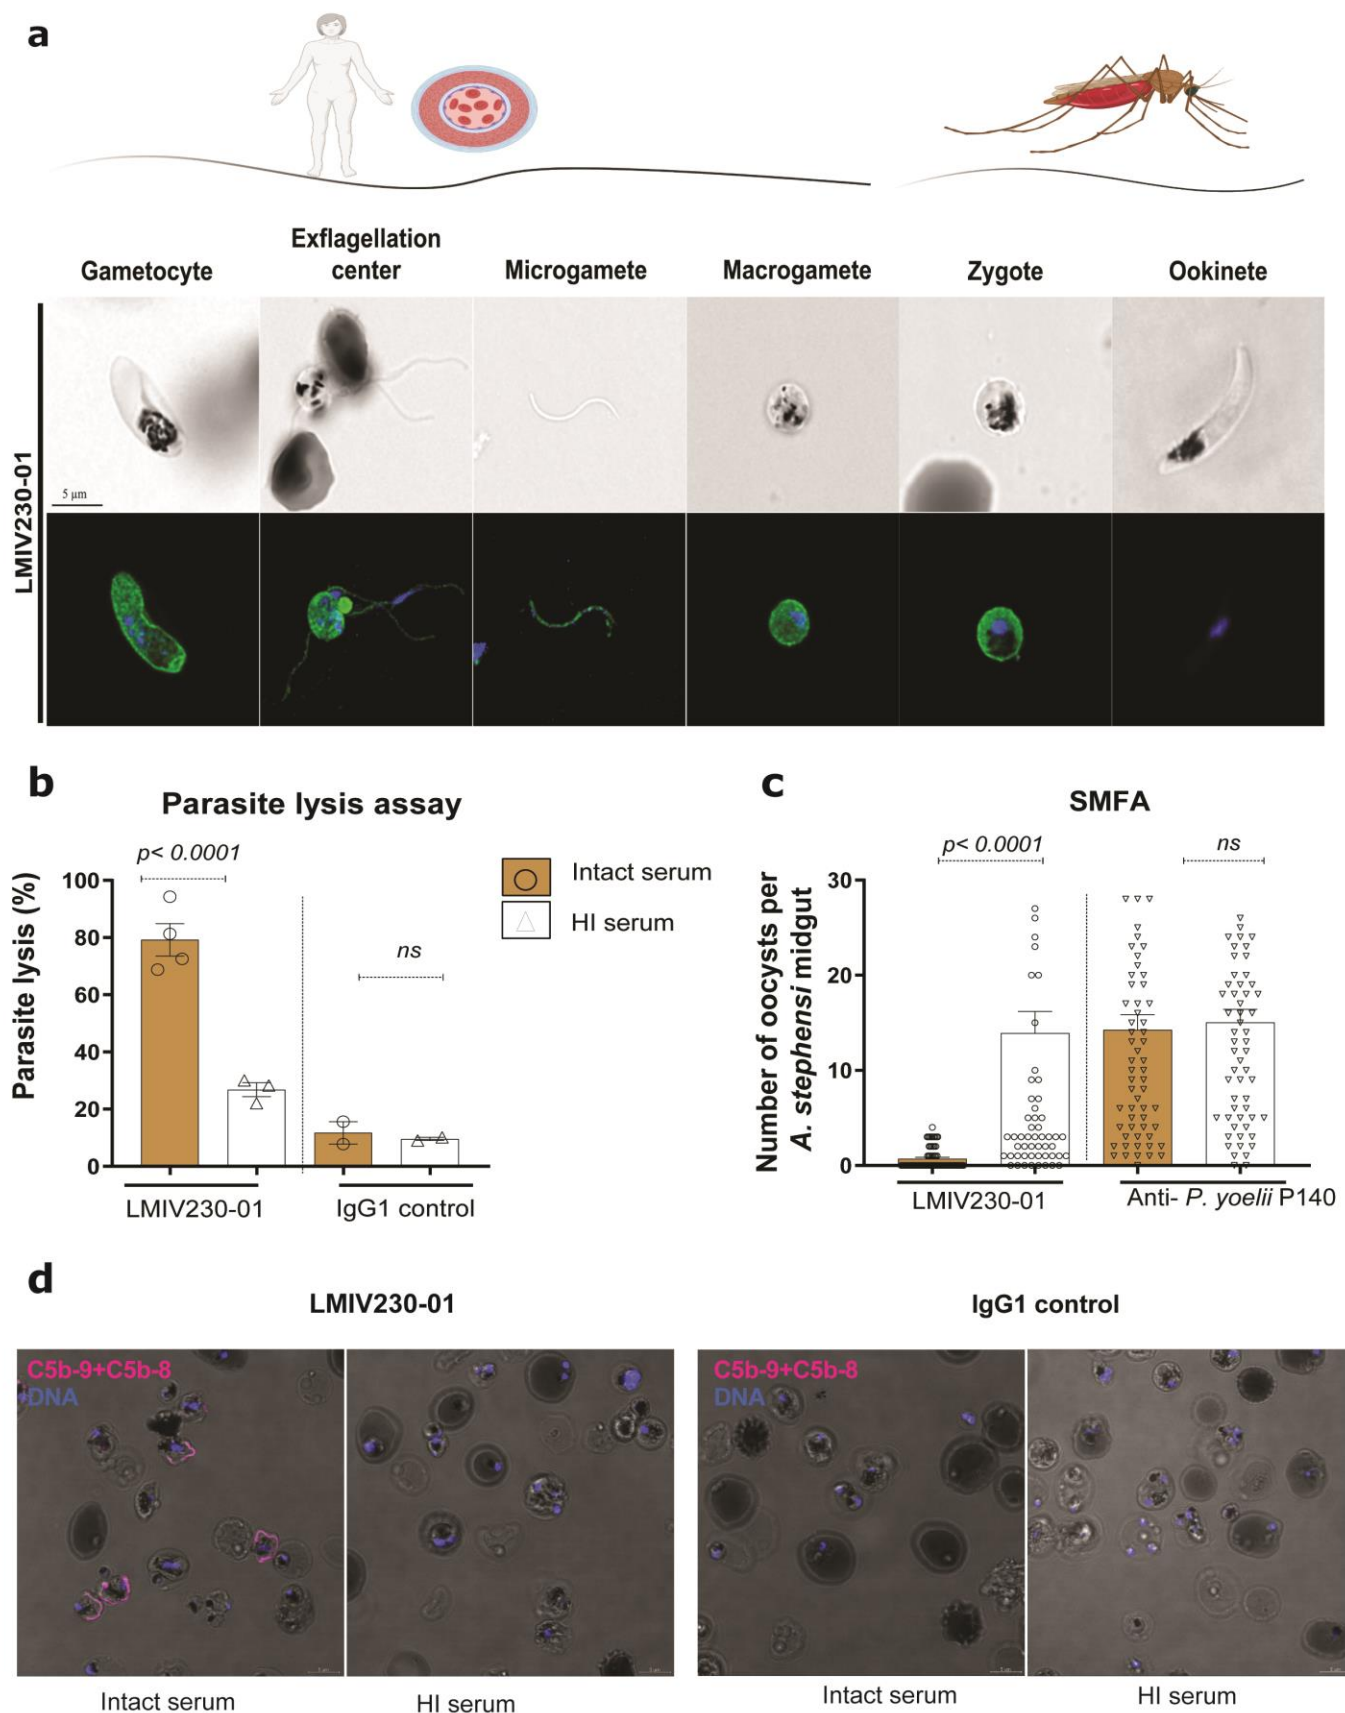 a
Exflagellation
center
Gametocyte
Microgamete
Macrogamete
Zygote
Ookinete
LMIV230-01
5 µm
b
Parasite lysis assay
p< 0.0001
ns
Parasite lysis (%)
100
80
60
40
20
0
LMIV230-01
IgG1 control
Intact serum
HI serum
c
SMFA
p< 0.0001
ns
Number of oocysts per
A. stephensi midgut
30
20
10
0
LMIV230-01
Anti- P. yoelii P140
d
LMIV230-01
IgG1 control
C5b-9+C5b-8
DNA
C5b-9+C5b-8
DNA
Intact serum
HI serum
Intact serum
HI serum